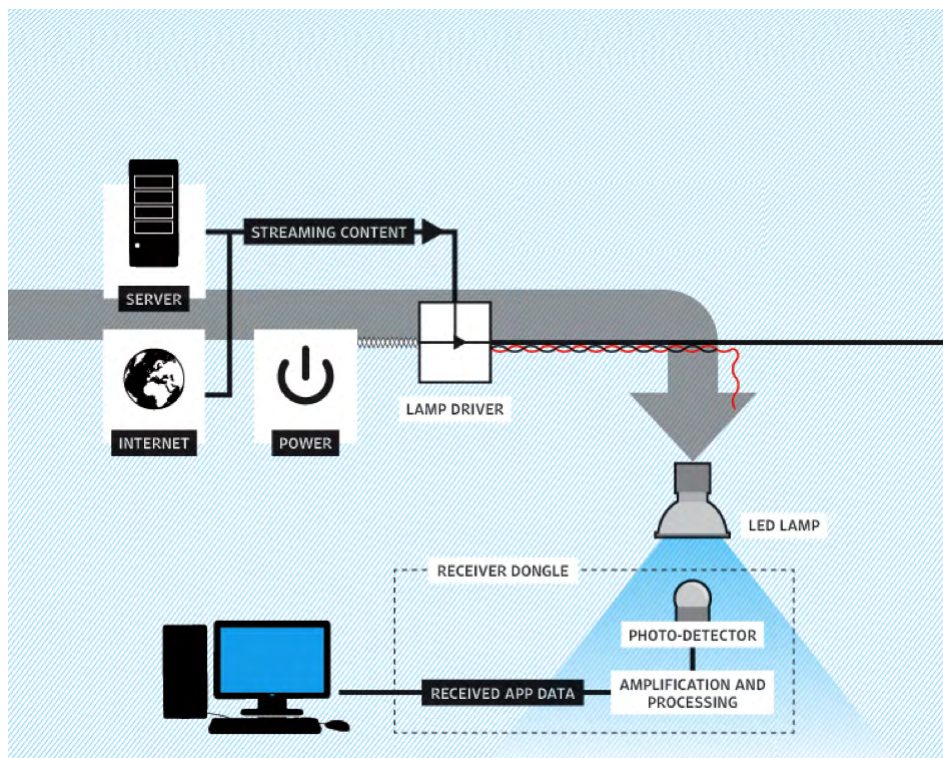 STREAMING CONTENT
SERVER
INTERNET
POWER
LAMP DRIVER
LED LAMP
RECEIVER DONGLE
PHOTO-DETECTOR
RECEIVED APP DATA
AMPLIFICATION AND
PROCESSING